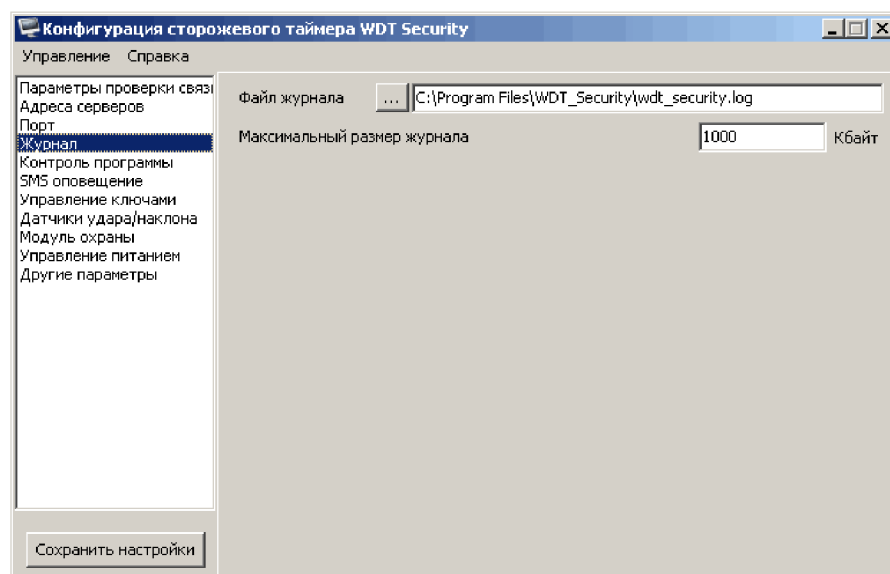 Конфигурация сторожевого таймера WDT Security
Управление Справка
Параметры проверки связи
Адреса серверов
Порт
Журнал
Контроль программы
SMS оповещение
Управление ключами
Датчики удара/наклона
Модуль охраны
Управление питанием
Другие параметры
Файл журнала ... C:\Program Files\WDT_Security\wdt_security.log
Максимальный размер журнала 1000 Кбайт
Сохранить настройки